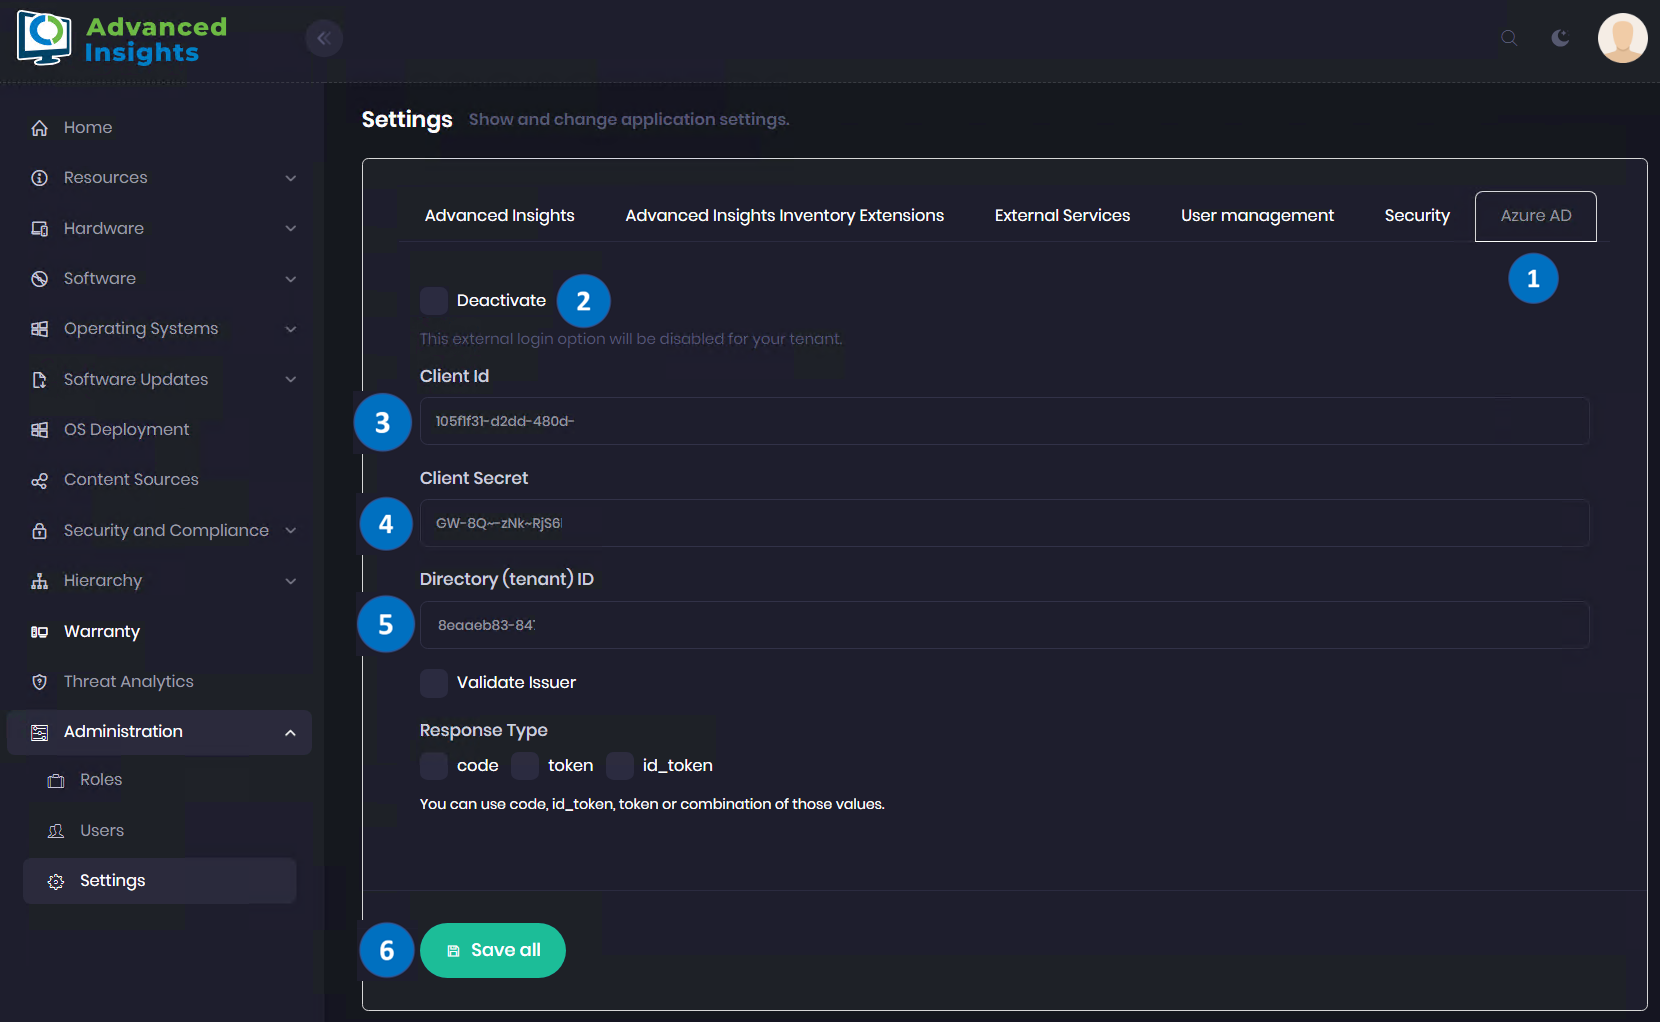 Advanced
Insights
Home
Resources
Hardware
Software
Operating Systems
Software Updates
OS Deployment
Content Sources
Security and Compliance
Hierarchy
Warranty
Threat Analytics
Administration
Roles
Users
Settings
Settings Show and change application settings.
Advanced Insights Advanced Insights Inventory Extensions External Services User management Security Azure AD
1
Deactivate 2
This external login option will be disabled for your tenant.
Client Id
3 105f1f31-d2dd-480d-
Client Secret
4 GW-8Q~-zNk~RjS6
Directory (tenant) ID
5 8eaaeb83-84
Validate Issuer
Response Type
code token id_token
You can use code, id_token, token or combination of those values.
6 Save all